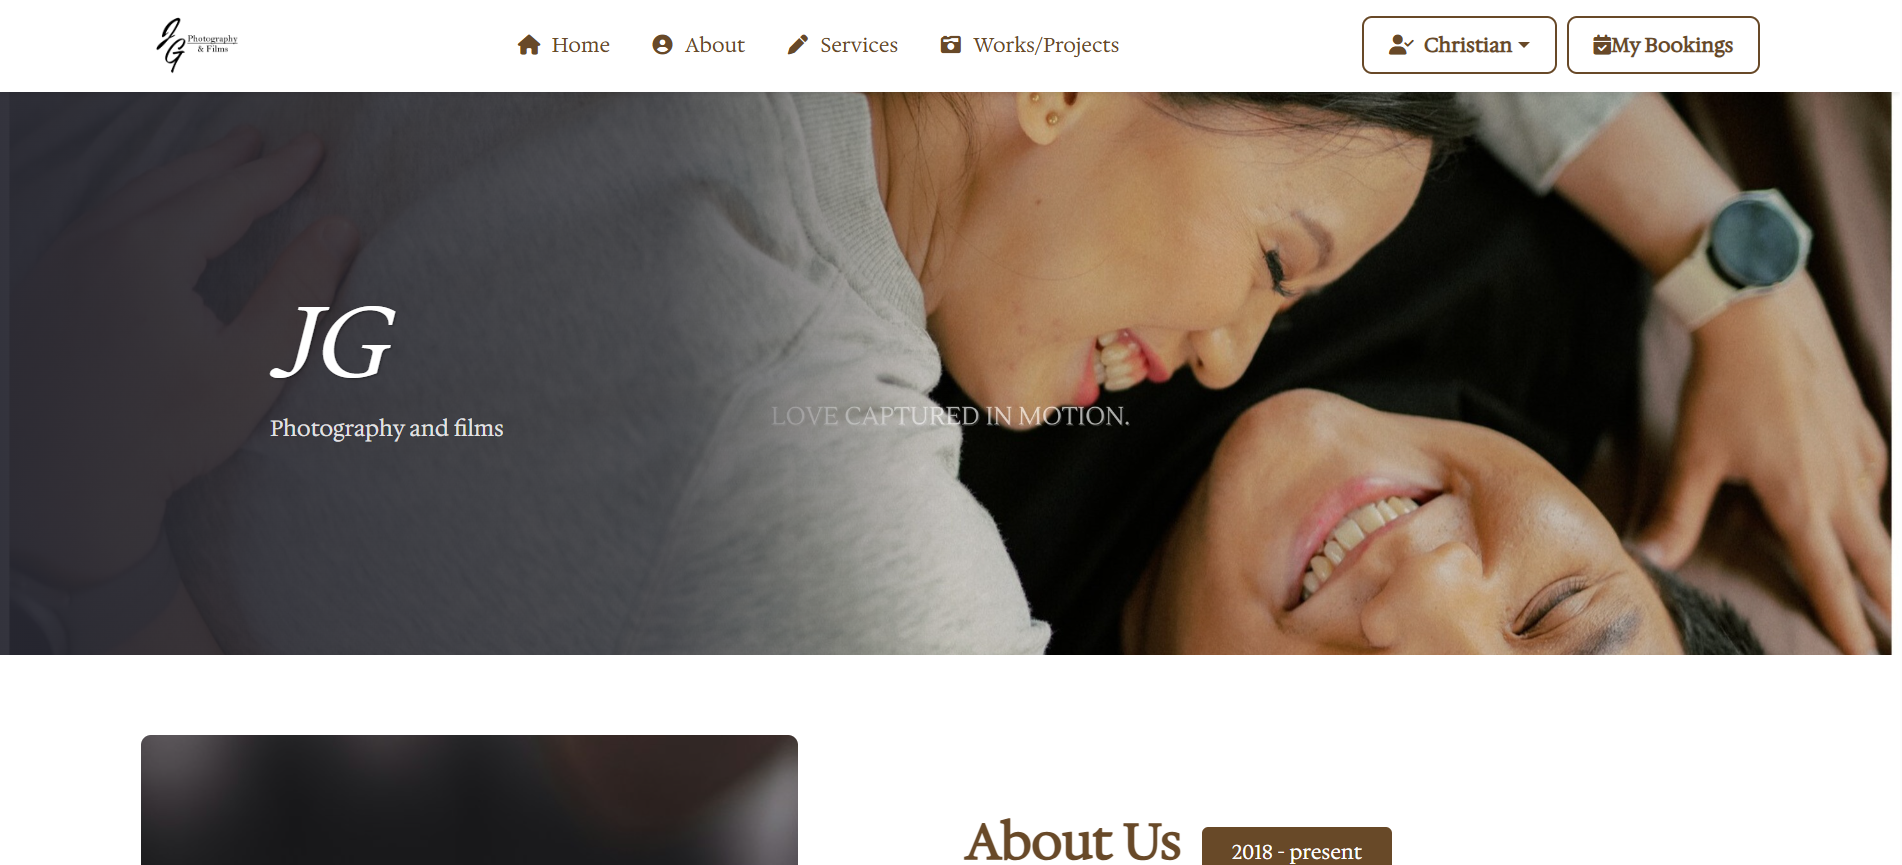 JG Photography
& Films
Home
About
Services
Works/Projects
Christian
My Bookings
JG
Photography and films
LOVE CAPTURED IN MOTION.
About Us
2018 - present